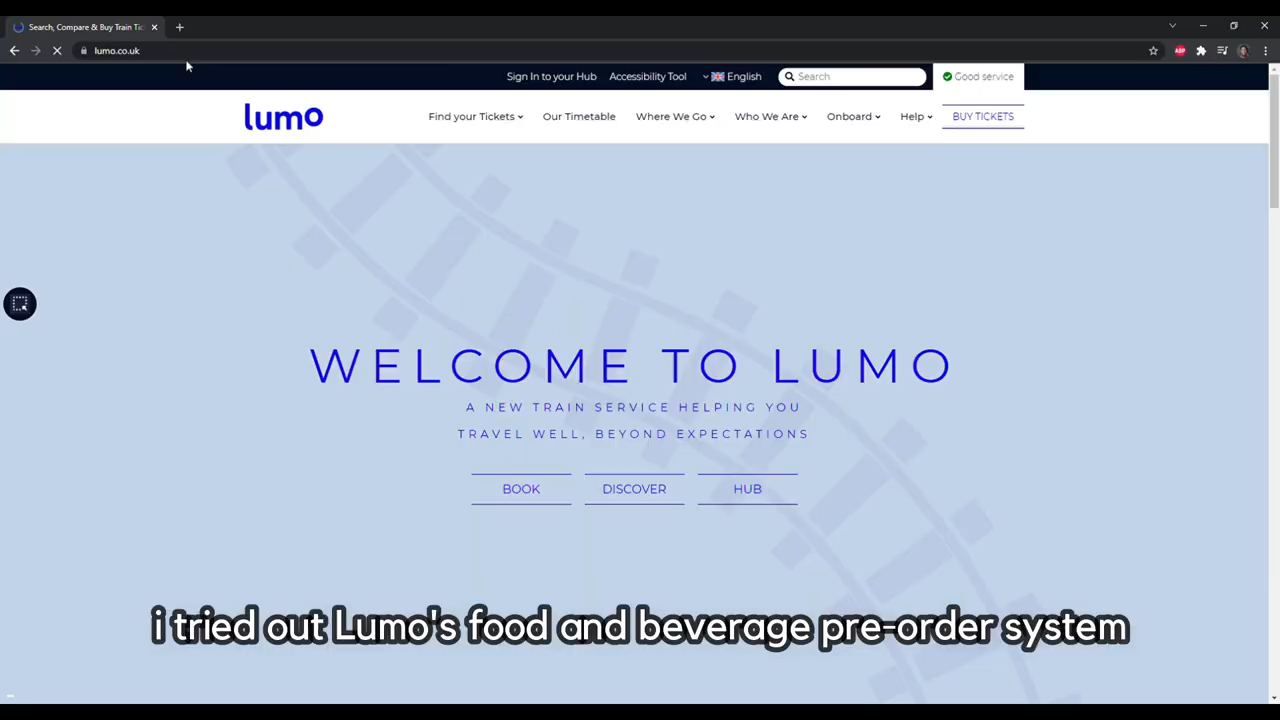 Search, Compare & Buy Train Tic
lumo.co.uk
Sign In to your Hub
Accessibility Tool
English
Search
Good service
lumo
Find your Tickets
Our Timetable
Where We Go
Who We Are
Onboard
Help
BUY TICKETS
WELCOME TO LUMO
A NEW TRAIN SERVICE HELPING YOU
TRAVEL WELL, BEYOND EXPECTATIONS
BOOK
DISCOVER
HUB
i tried out Lumo's food and beverage pre-order system